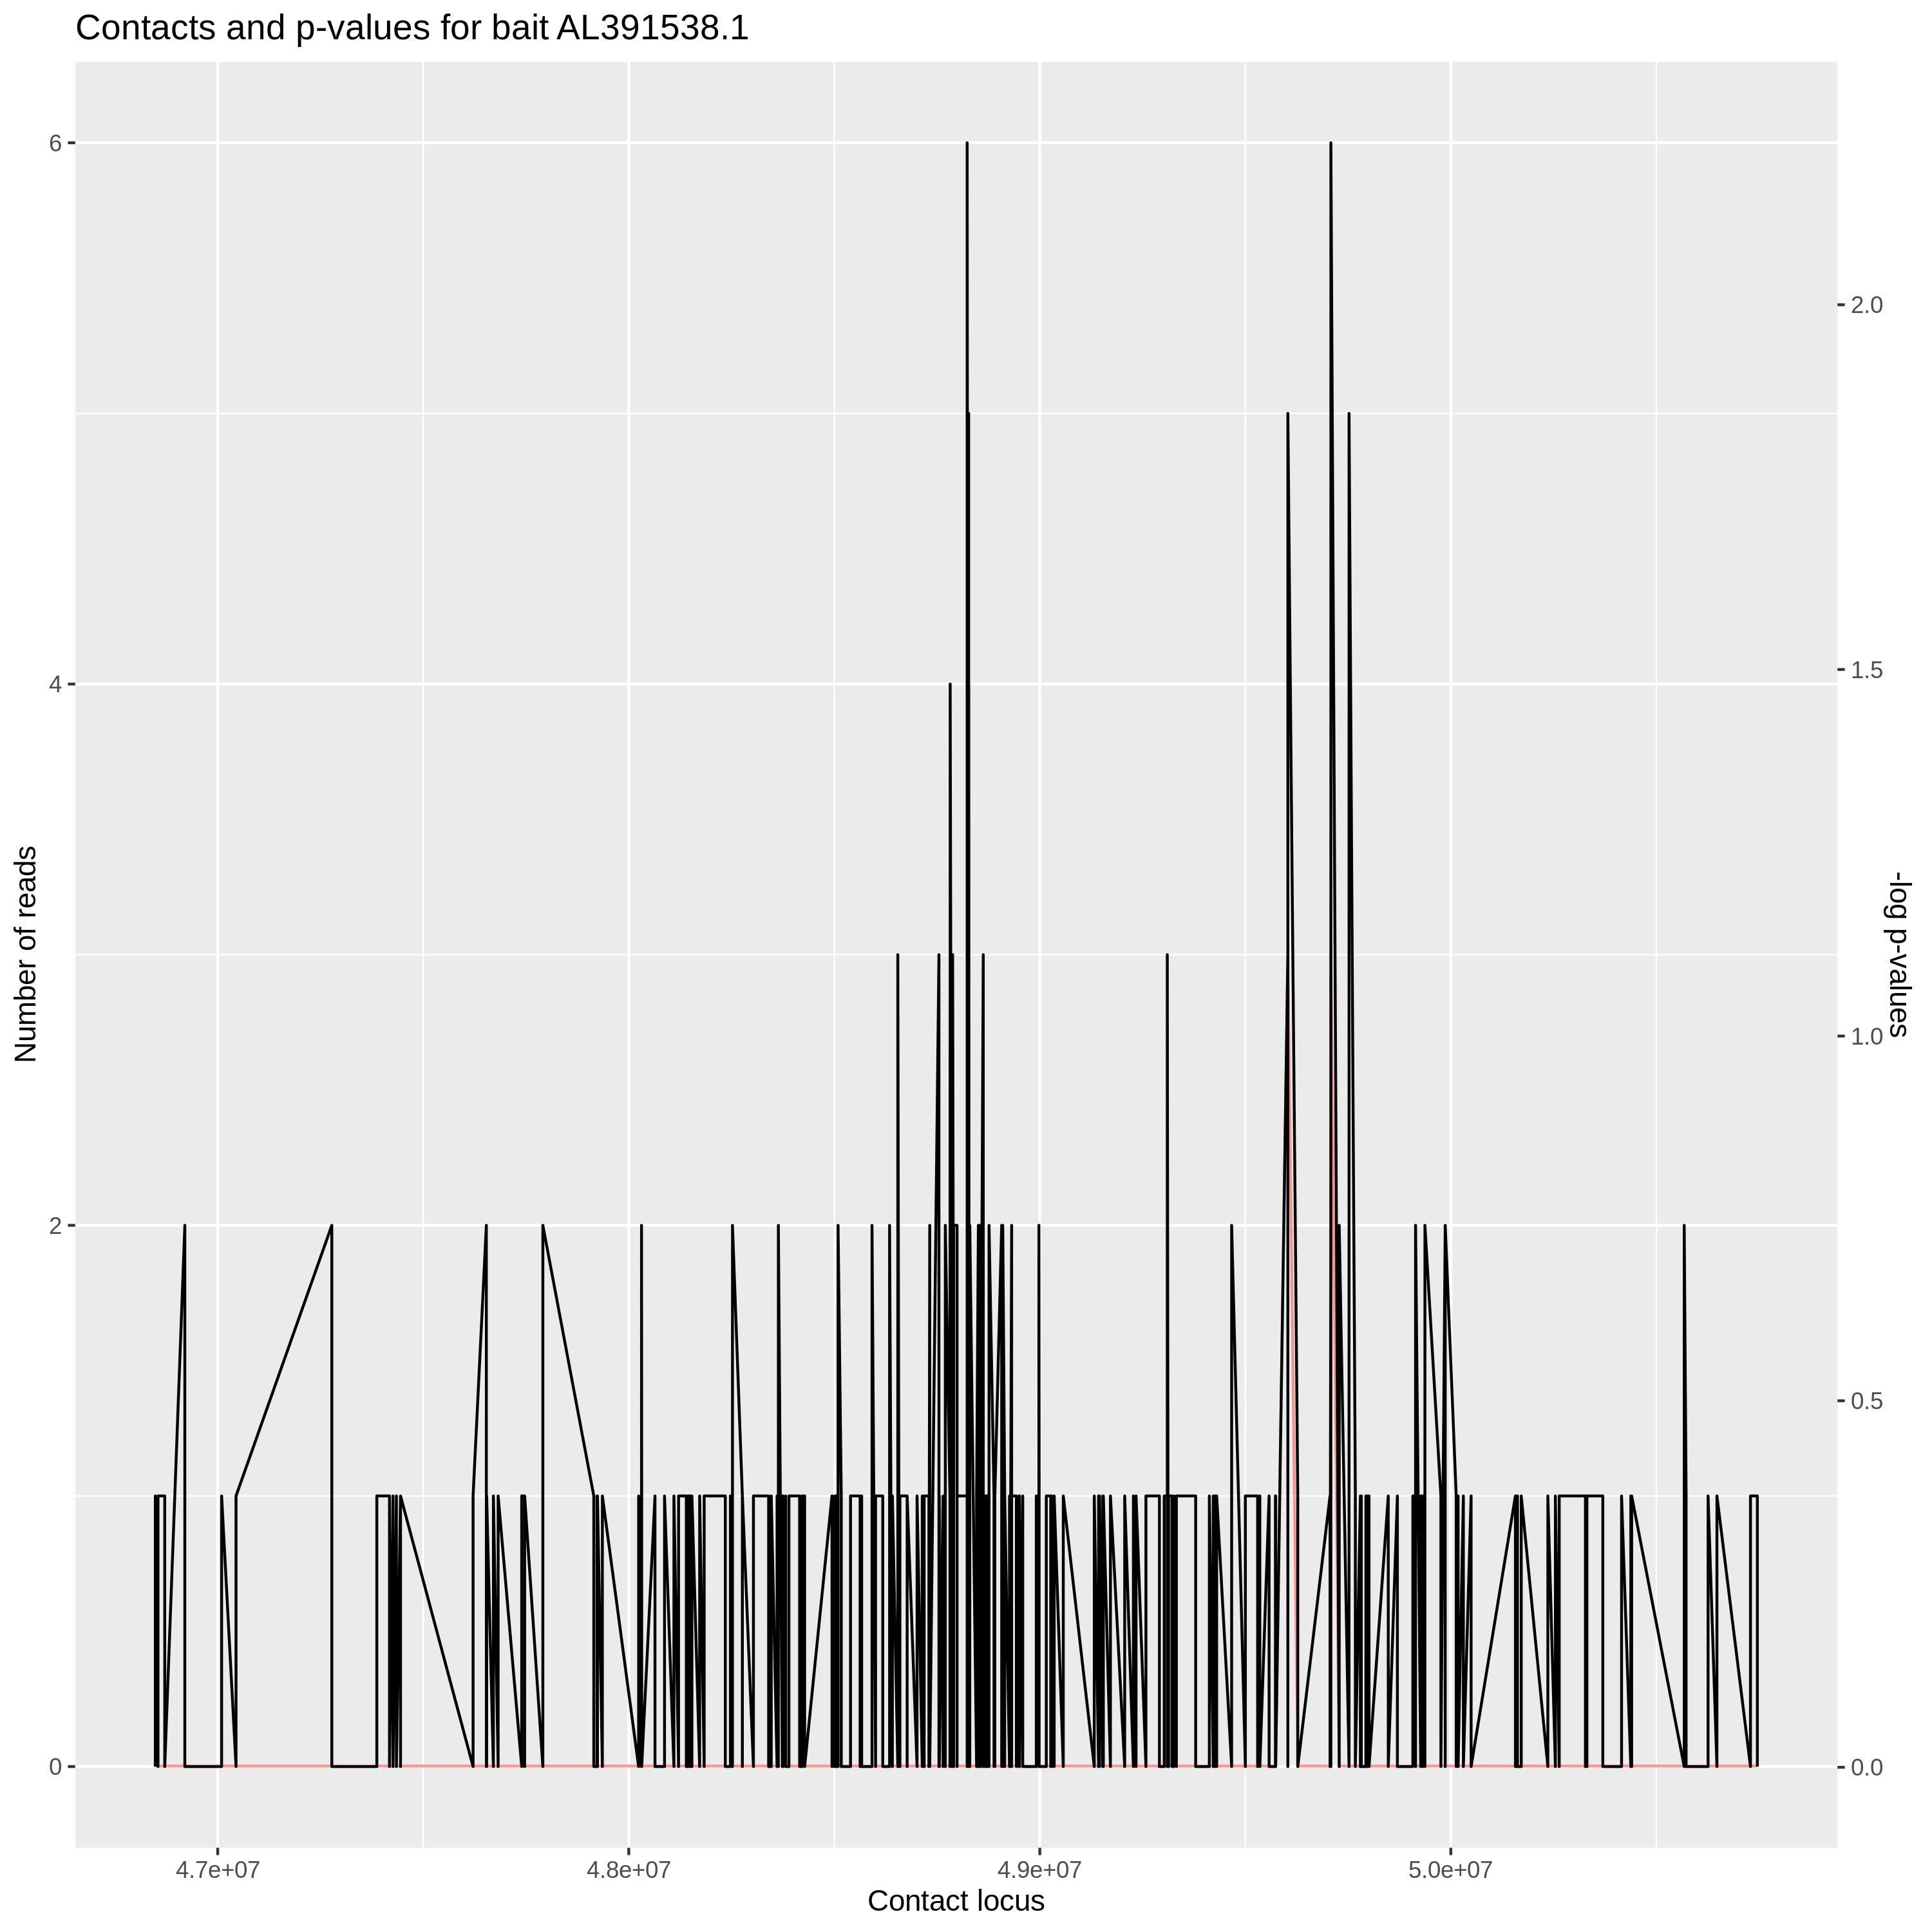 Contacts and p-values for bait AL391538.1
6
4
2
0
Number of reads
2.0
1.5
1.0
0.5
0.0
-log p-values
4.7e+07
4.8e+07
4.9e+07
5.0e+07
Contact locus